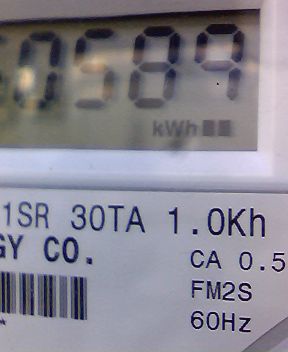 0589
kWh
1SR 30TA 1.0Kh
GY CO.
CA 0.5
FM2S
60Hz